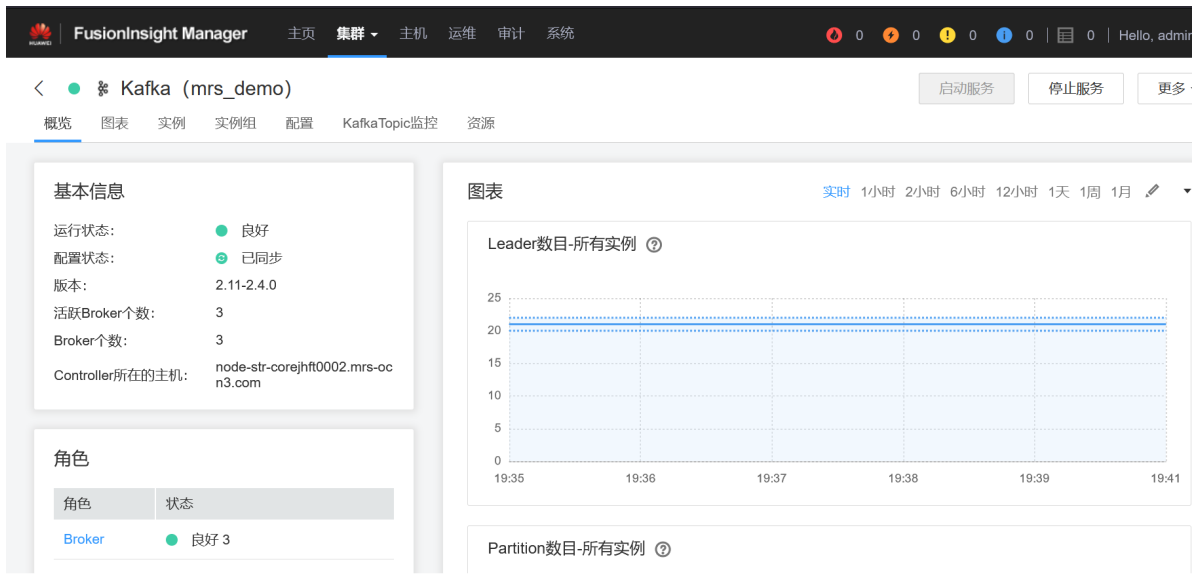 HUAWEI
FusionInsight Manager 主页 集群 主机 运维 审计 系统 0 0 0 0 0 Hello, admin
Kafka (mrs_demo) 启动服务 停止服务 更多
概览 图表 实例 实例组 配置 KafkaTopic监控 资源
基本信息
运行状态: 良好
配置状态: 已同步
版本: 2.11-2.4.0
活跃Broker个数: 3
Broker个数: 3
Controller所在的主机: node-str-corejhft0002.mrs-oc
n3.com
角色
角色 状态
Broker 良好 3
图表 实时 1小时 2小时 6小时 12小时 1天 1周 1月
Leader数目-所有实例
25
20
15
10
5
0
19:35 19:36 19:37 19:38 19:39 19:41
Partition数目-所有实例